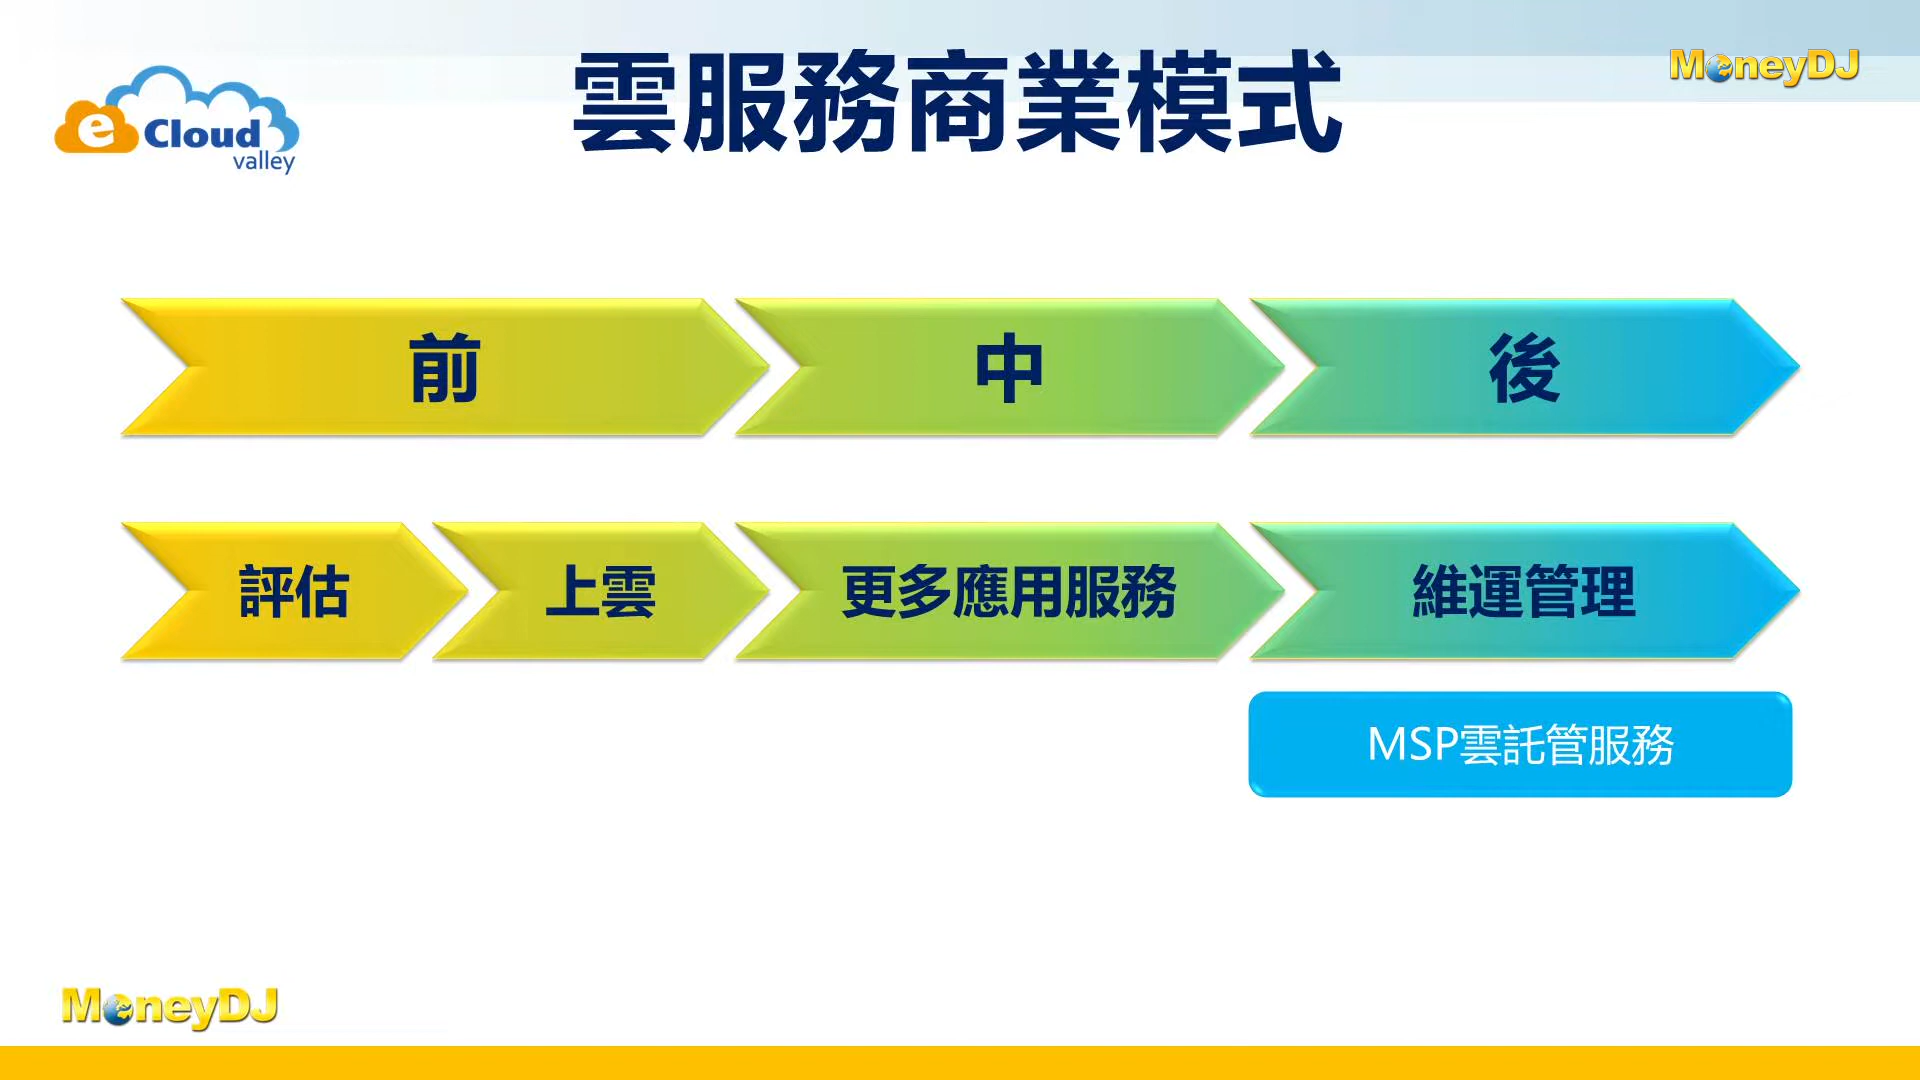 雲服務商業模式
MoneyDJ
e Cloud
valley
前
中
後
評估
上雲
更多應用服務
維運管理
MSP雲託管服務
MoneyDJ